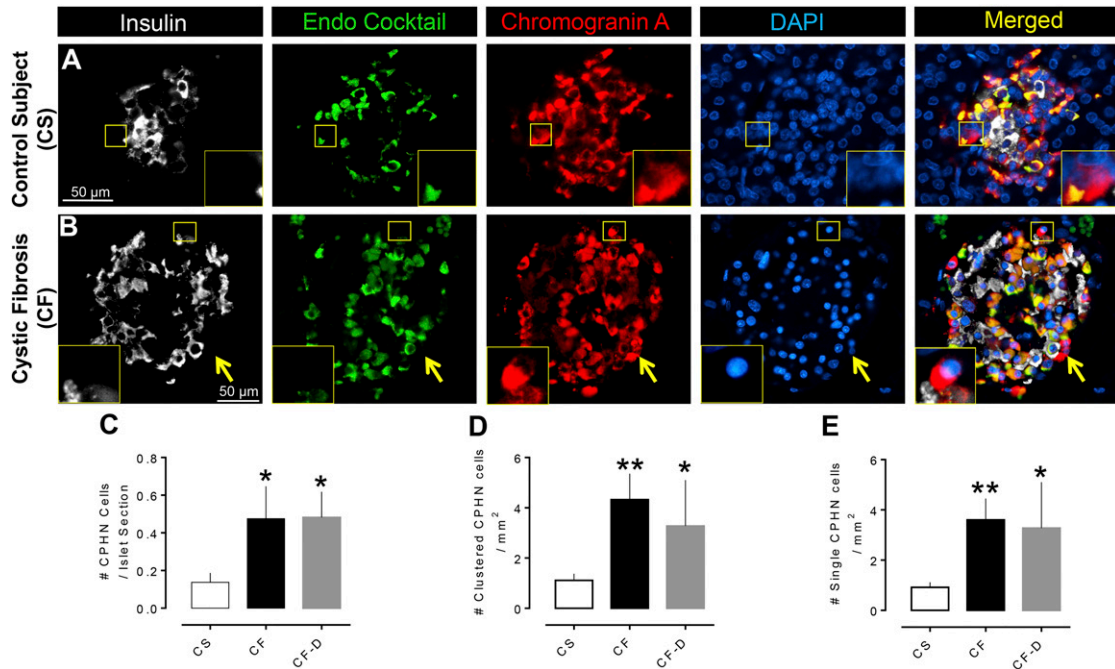 Insulin
Endo Cocktail
Chromogranin A
DAPI
Merged
Control Subject
(CS)
A
50 µm
Cystic Fibrosis
(CF)
B
50 µm
C
# CPHN Cells
/ Islet Section
0.8
0.6
0.4
0.2
0.0
*
*
CS
CF
CF-D
D
# Clustered CPHN cells
/ mm²
6
4
2
0
**
*
CS
CF
CF-D
E
# Single CPHN cells
/ mm²
6
4
2
0
**
*
CS
CF
CF-D